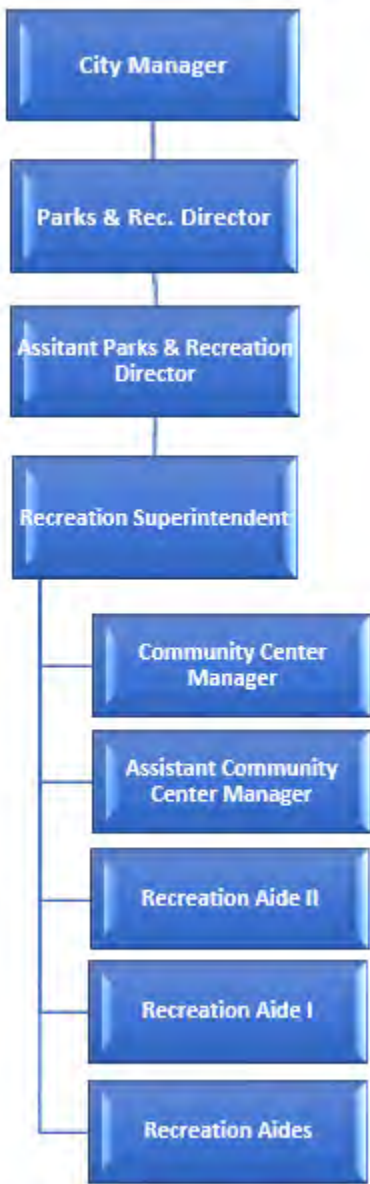 City Manager
Parks & Rec. Director
Assitant Parks & Recreation
Director
Recreation Superintendent
Community Center
Manager
Assistant Community
Center Manager
Recreation Aide II
Recreation Aide I
Recreation Aides